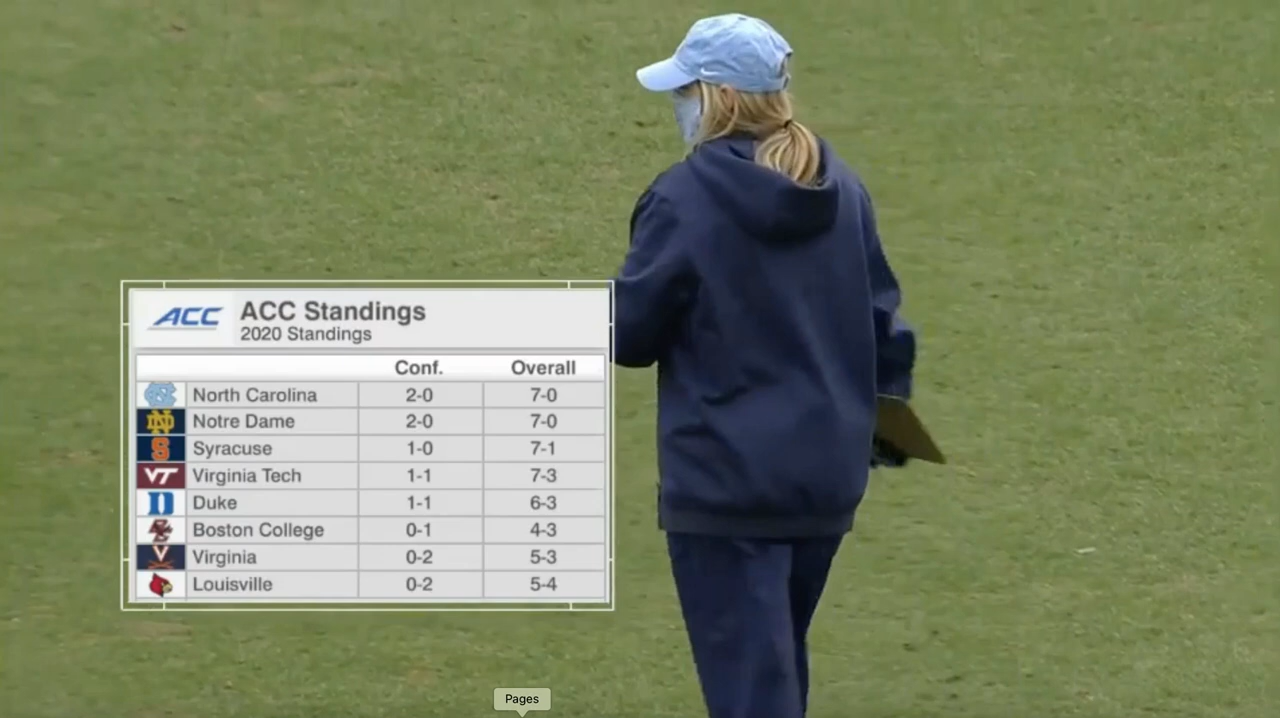 ACC ACC Standings
2020 Standings
Conf. Overall
North Carolina 2-0 7-0
Notre Dame 2-0 7-0
Syracuse 1-0 7-1
VT Virginia Tech 1-1 7-3
Duke 1-1 6-3
Boston College 0-1 4-3
Virginia 0-2 5-3
Louisville 0-2 5-4
Pages